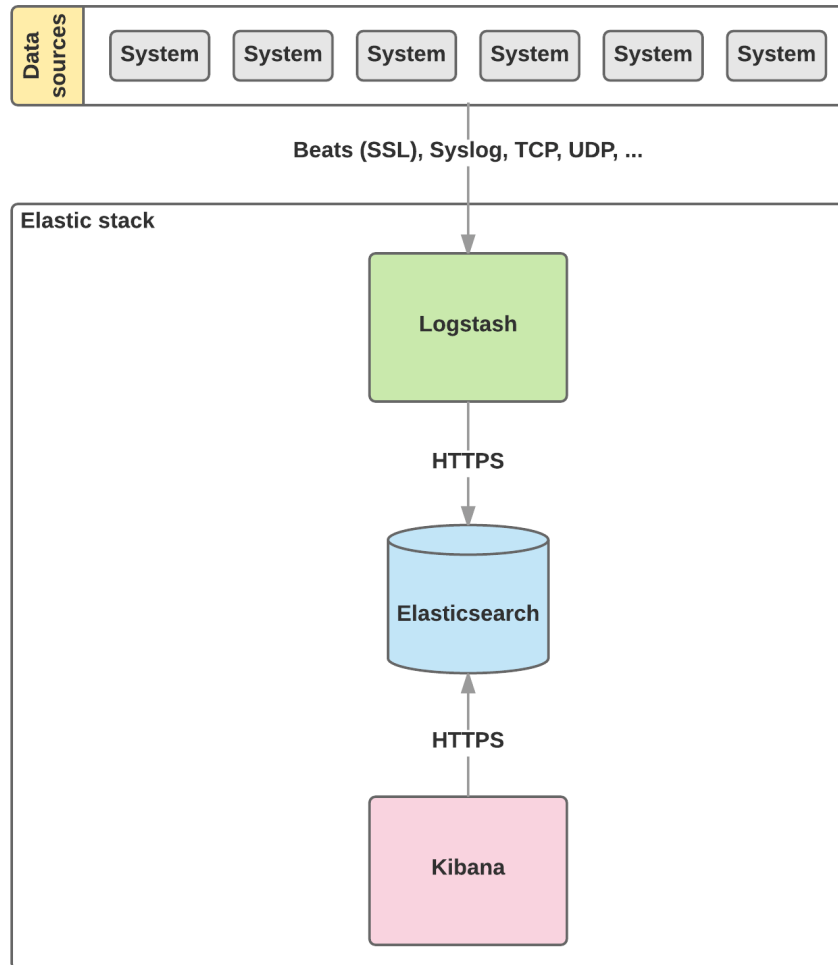 Data
sources
System
System
System
System
System
System
Beats (SSL), Syslog, TCP, UDP, ...
Elastic stack
Logstash
HTTPS
Elasticsearch
HTTPS
Kibana